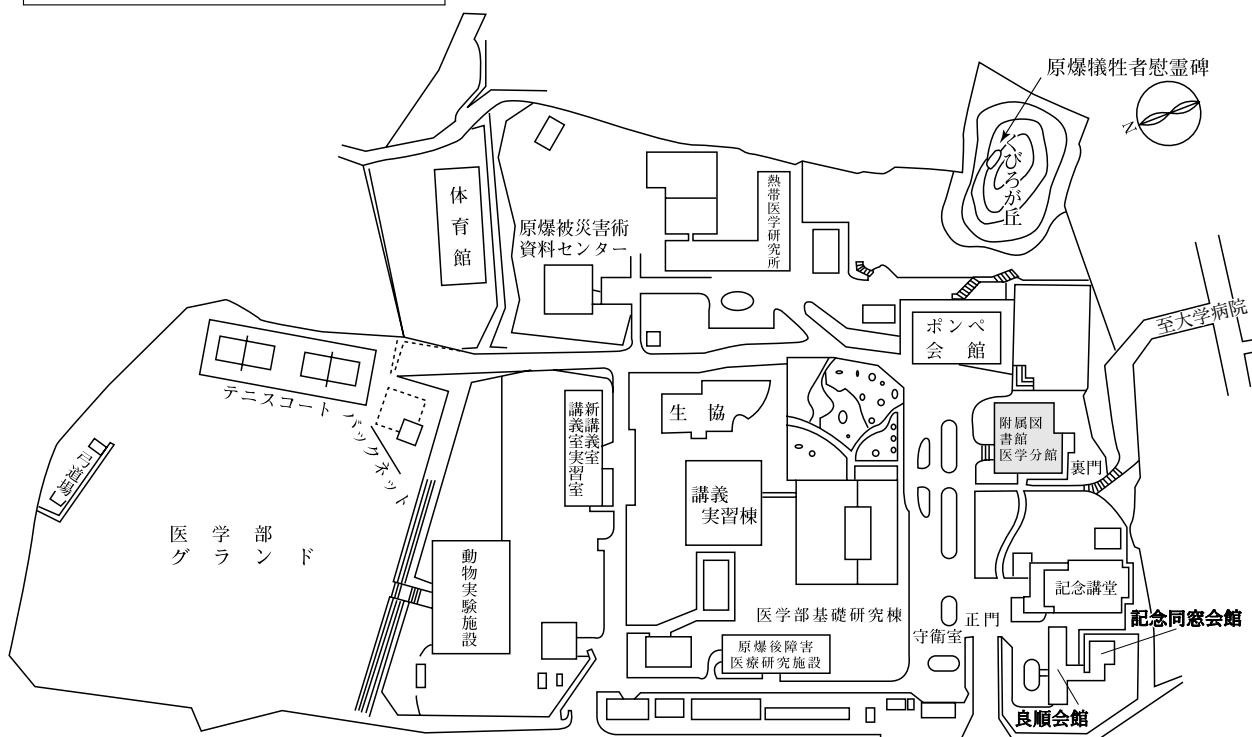 原爆犠牲者慰霊碑
N
ぐびろが丘
体育館
熱帯医学研究所
原爆被災害術
資料センター
至大学病院
ポンペ
会館
テニスコート
バックネット
新講義室
講義室実習室
生協
附属図
書館
医学分館
裏門
弓道場
講義
実習棟
医学部
グランド
動物実験施設
記念講堂
医学部基礎研究棟
正門
守衛室
記念同窓会館
原爆後障害
医療研究施設
良順会館